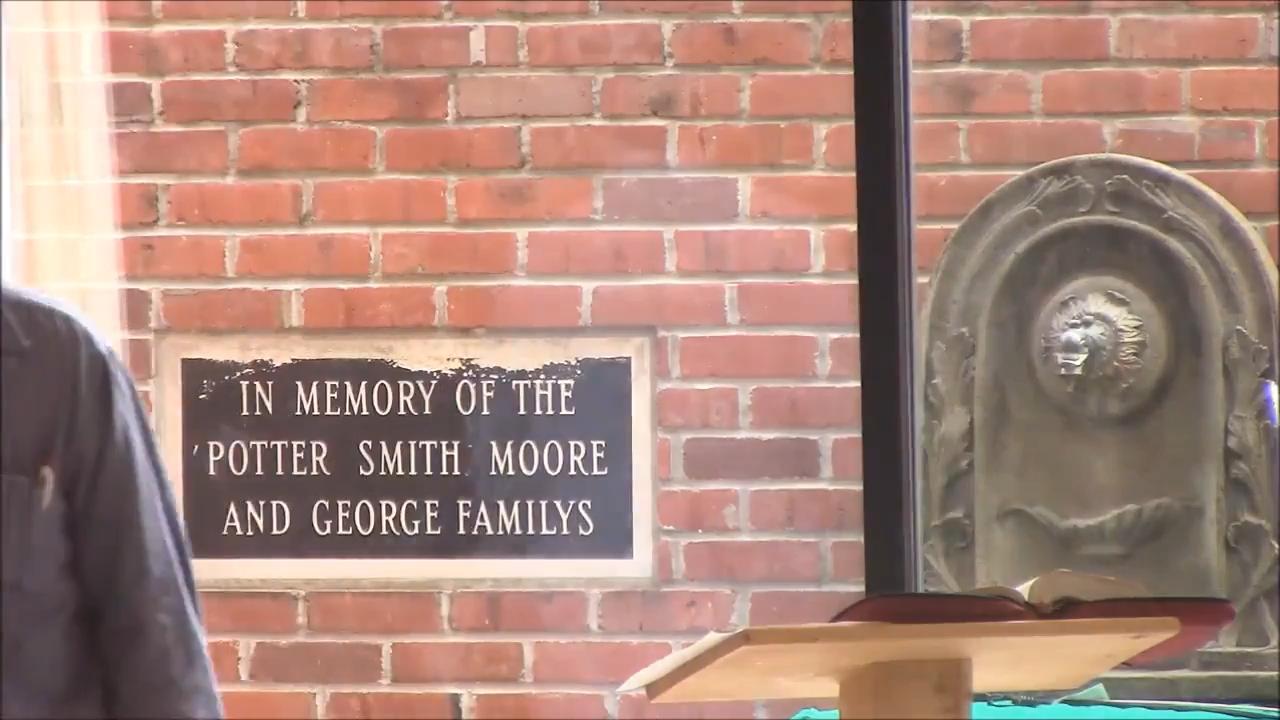 IN MEMORY OF THE
POTTER SMITH MOORE
AND GEORGE FAMILYS